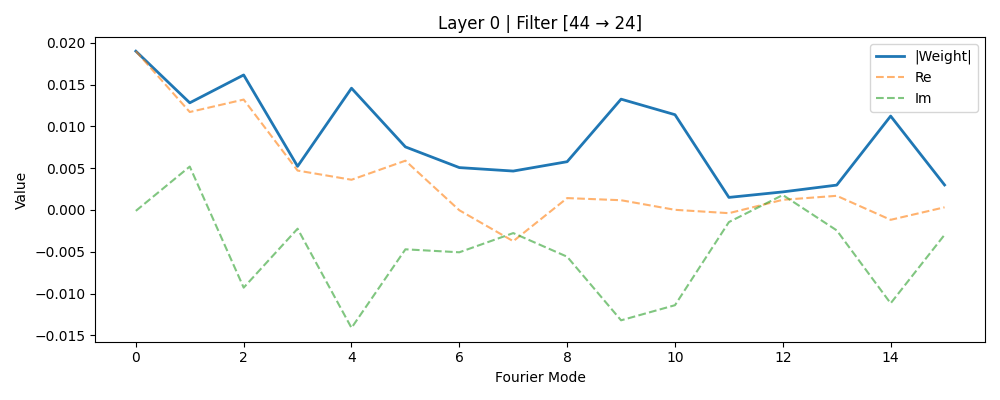 Layer 0 | Filter [44 → 24]
0.020
0.015
0.010
0.005
0.000
−0.005
−0.010
−0.015
Value
|Weight|
Re
Im
0 2 4 6 8 10 12 14
Fourier Mode